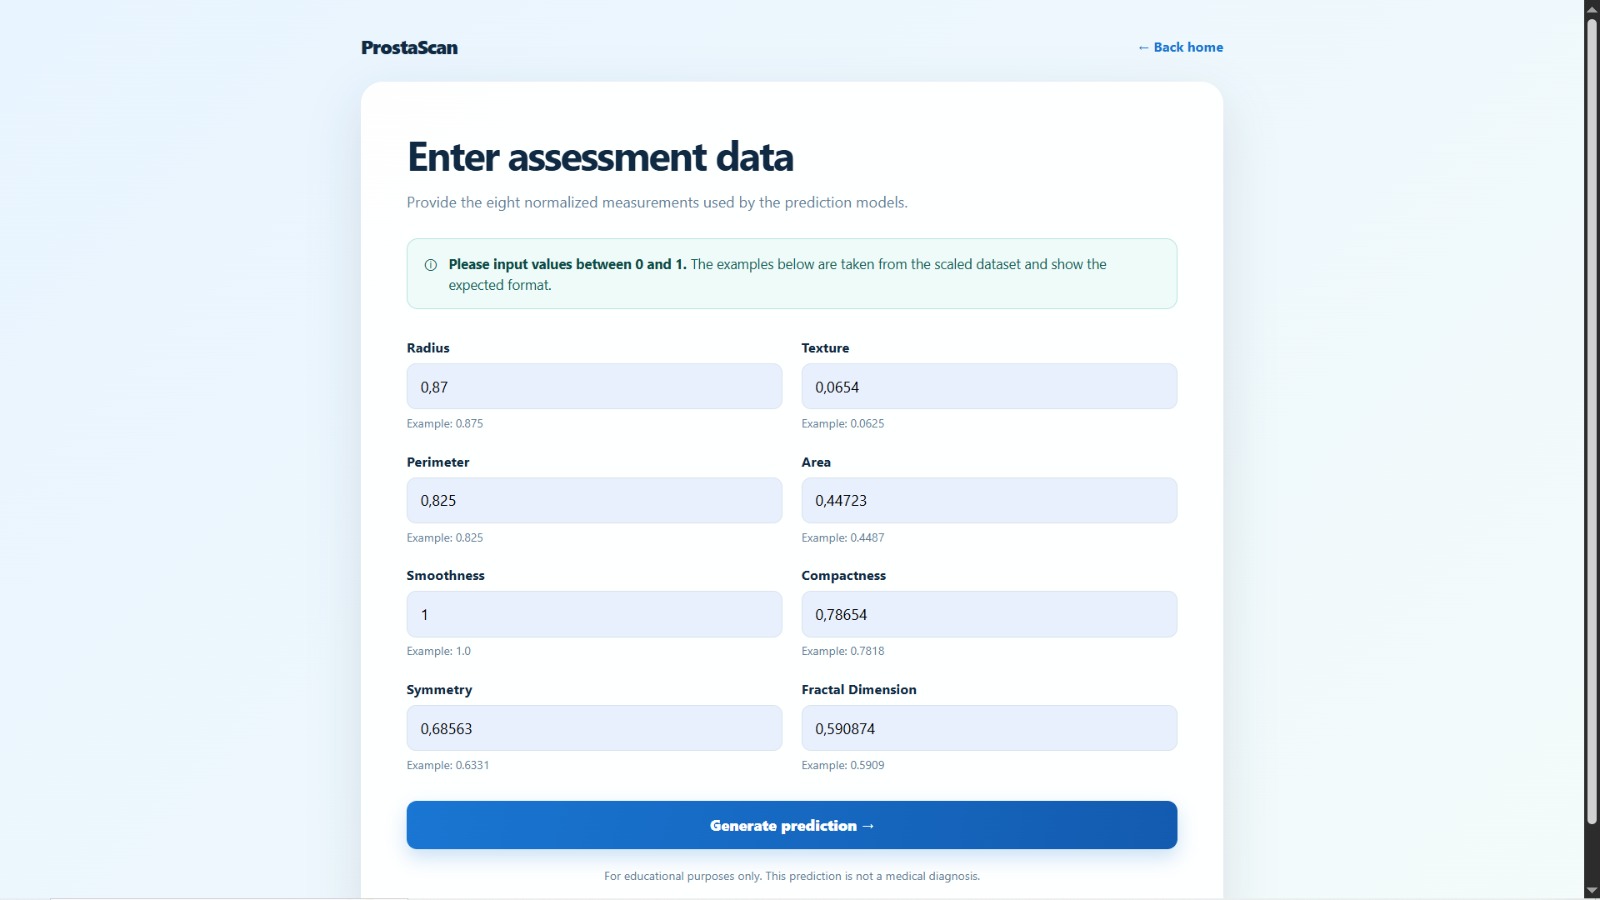 ProstaScan
← Back home
Enter assessment data
Provide the eight normalized measurements used by the prediction models.
Please input values between 0 and 1. The examples below are taken from the scaled dataset and show the
expected format.
Radius
Texture
0,87
0,0654
Example: 0.875
Example: 0.0625
Perimeter
Area
0,825
0,44723
Example: 0.825
Example: 0.4487
Smoothness
Compactness
1
0,78654
Example: 1.0
Example: 0.7818
Symmetry
Fractal Dimension
0,68563
0,590874
Example: 0.6331
Example: 0.5909
Generate prediction →
For educational purposes only. This prediction is not a medical diagnosis.